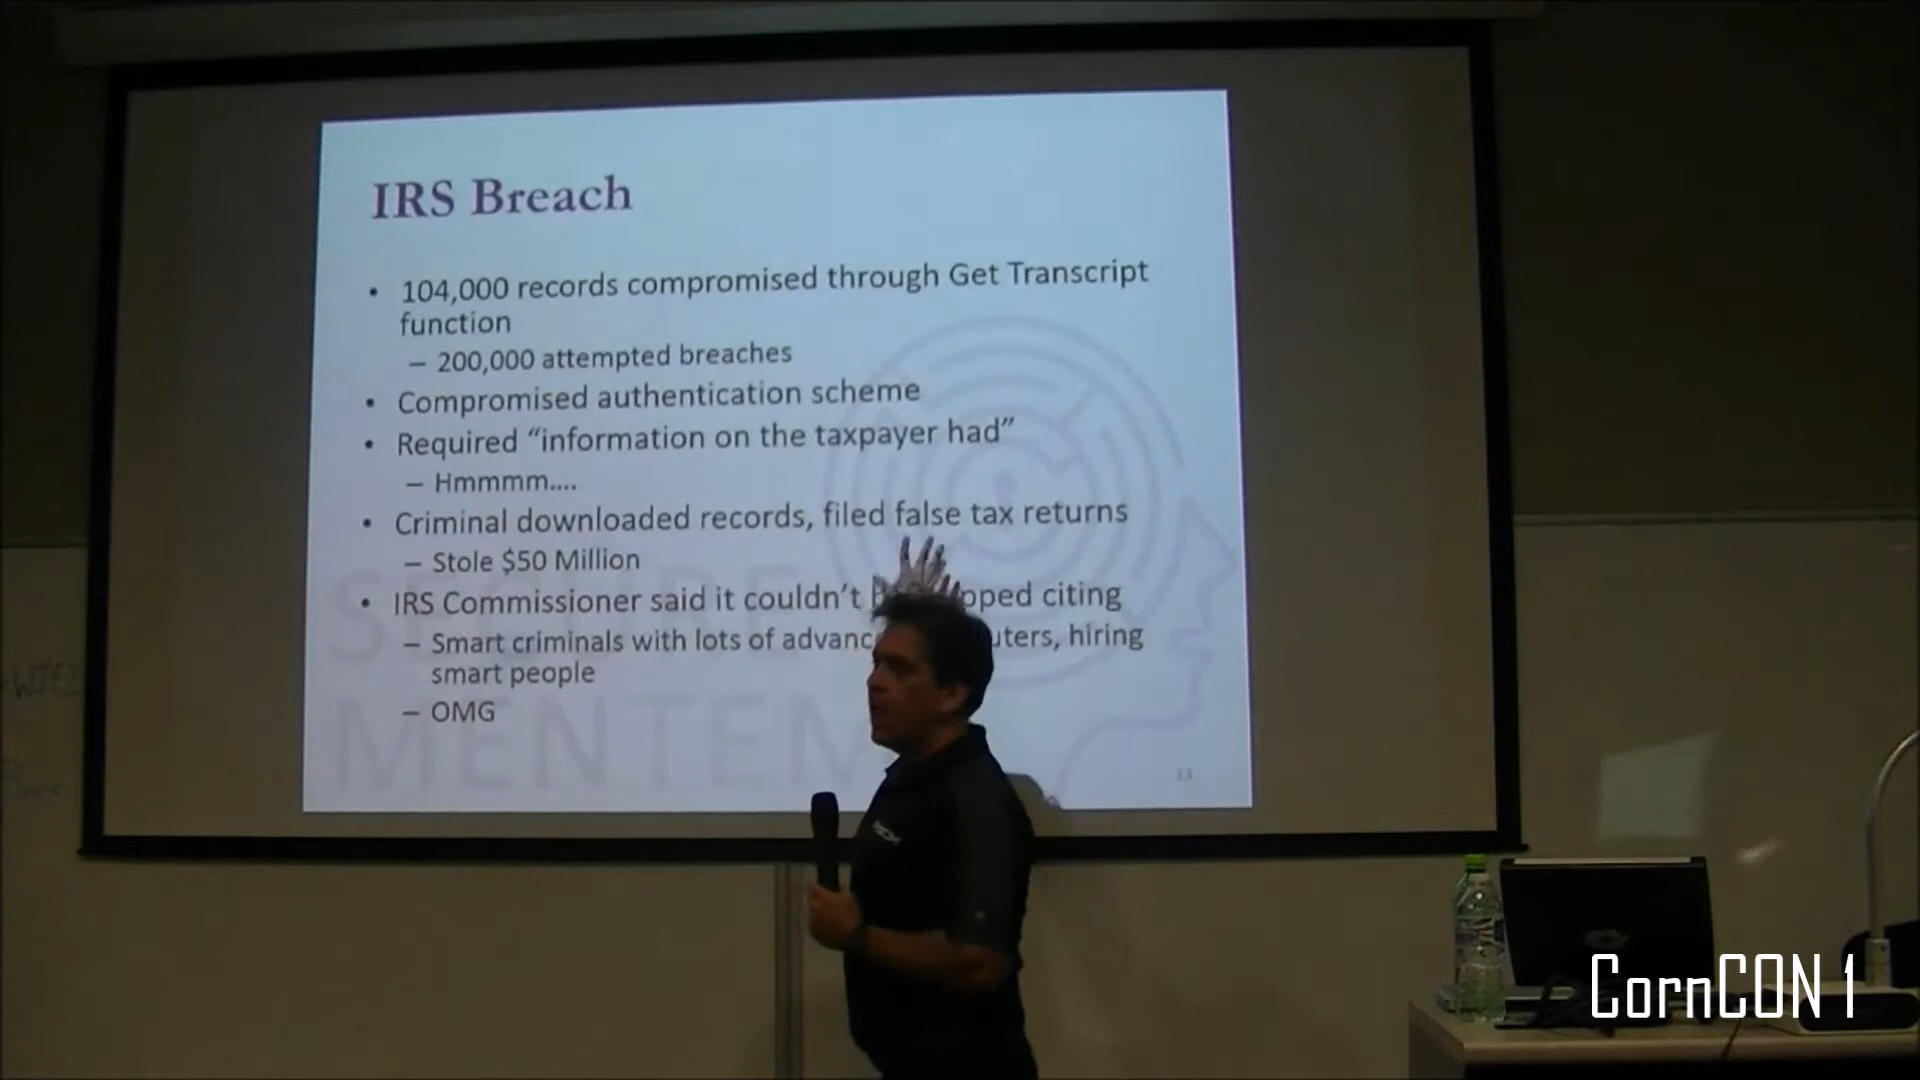 IRS Breach
• 104,000 records compromised through Get Transcript
function
– 200,000 attempted breaches
• Compromised authentication scheme
• Required “information on the taxpayer had”
– Hmmmm....
• Criminal downloaded records, filed false tax returns
– Stole $50 Million
• IRS Commissioner said it couldn’t citing
– Smart criminals with lots of hiring
smart people
– OMG
SECURE
MENTEM
13
CornCON 1